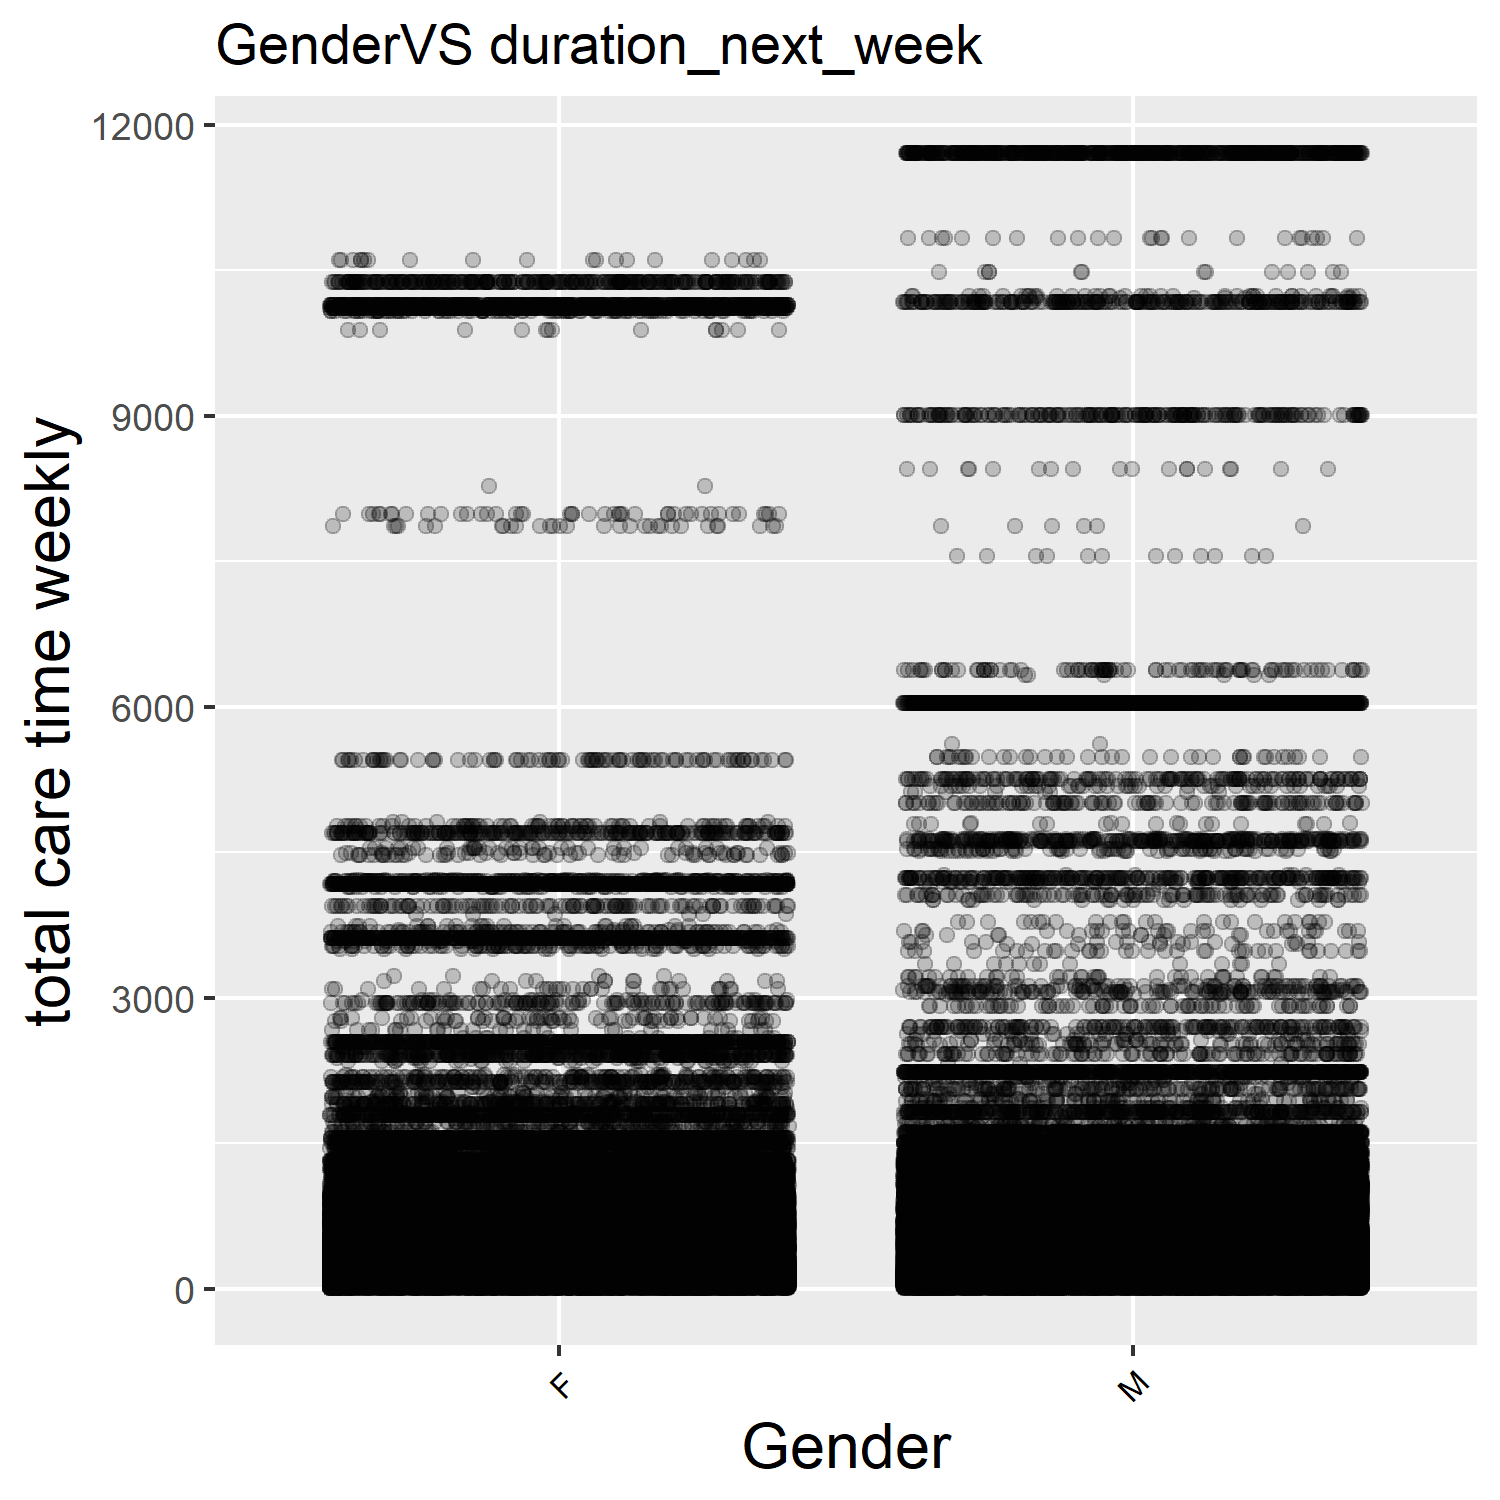 GenderVS duration_next_week
12000
9000
6000
3000
0
total care time weekly
F
M
Gender